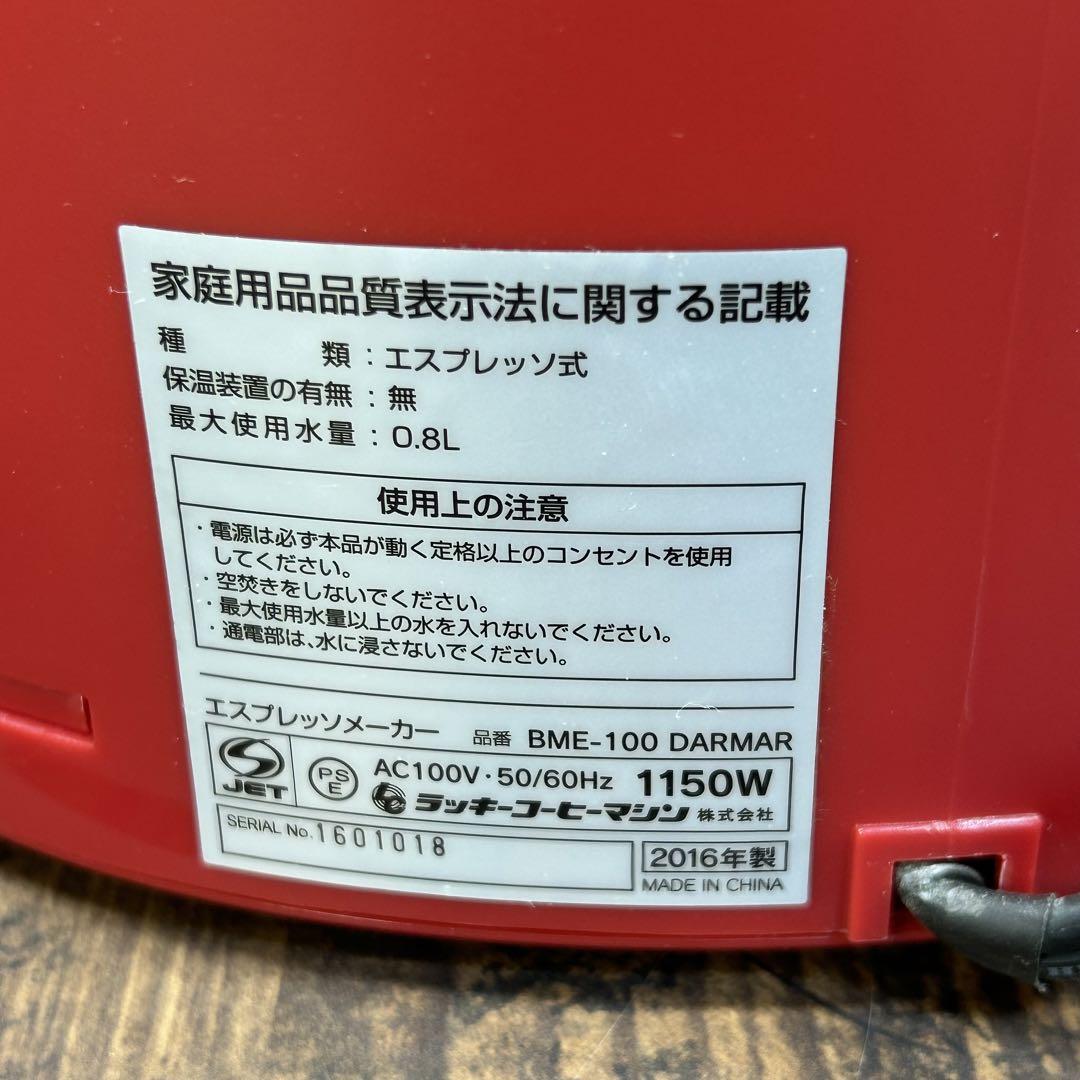 家庭用品品質表示法に関する記載
種類：エスプレッソ式
保温装置の有無：無
最大使用水量：0.8L
使用上の注意
・電源は必ず本品が動く定格以上のコンセントを使用
してください。
・空焚きをしないでください。
・最大使用水量以上の水を入れないでください。
・通電部は、水に浸さないでください。
エスプレッソメーカー 品番 BME-100 DARMAR
S JET PSE AC100V・50/60Hz 1150W
ラッキーコーヒーマシン 株式会社
SERIAL No. 1601018
2016年製
MADE IN CHINA